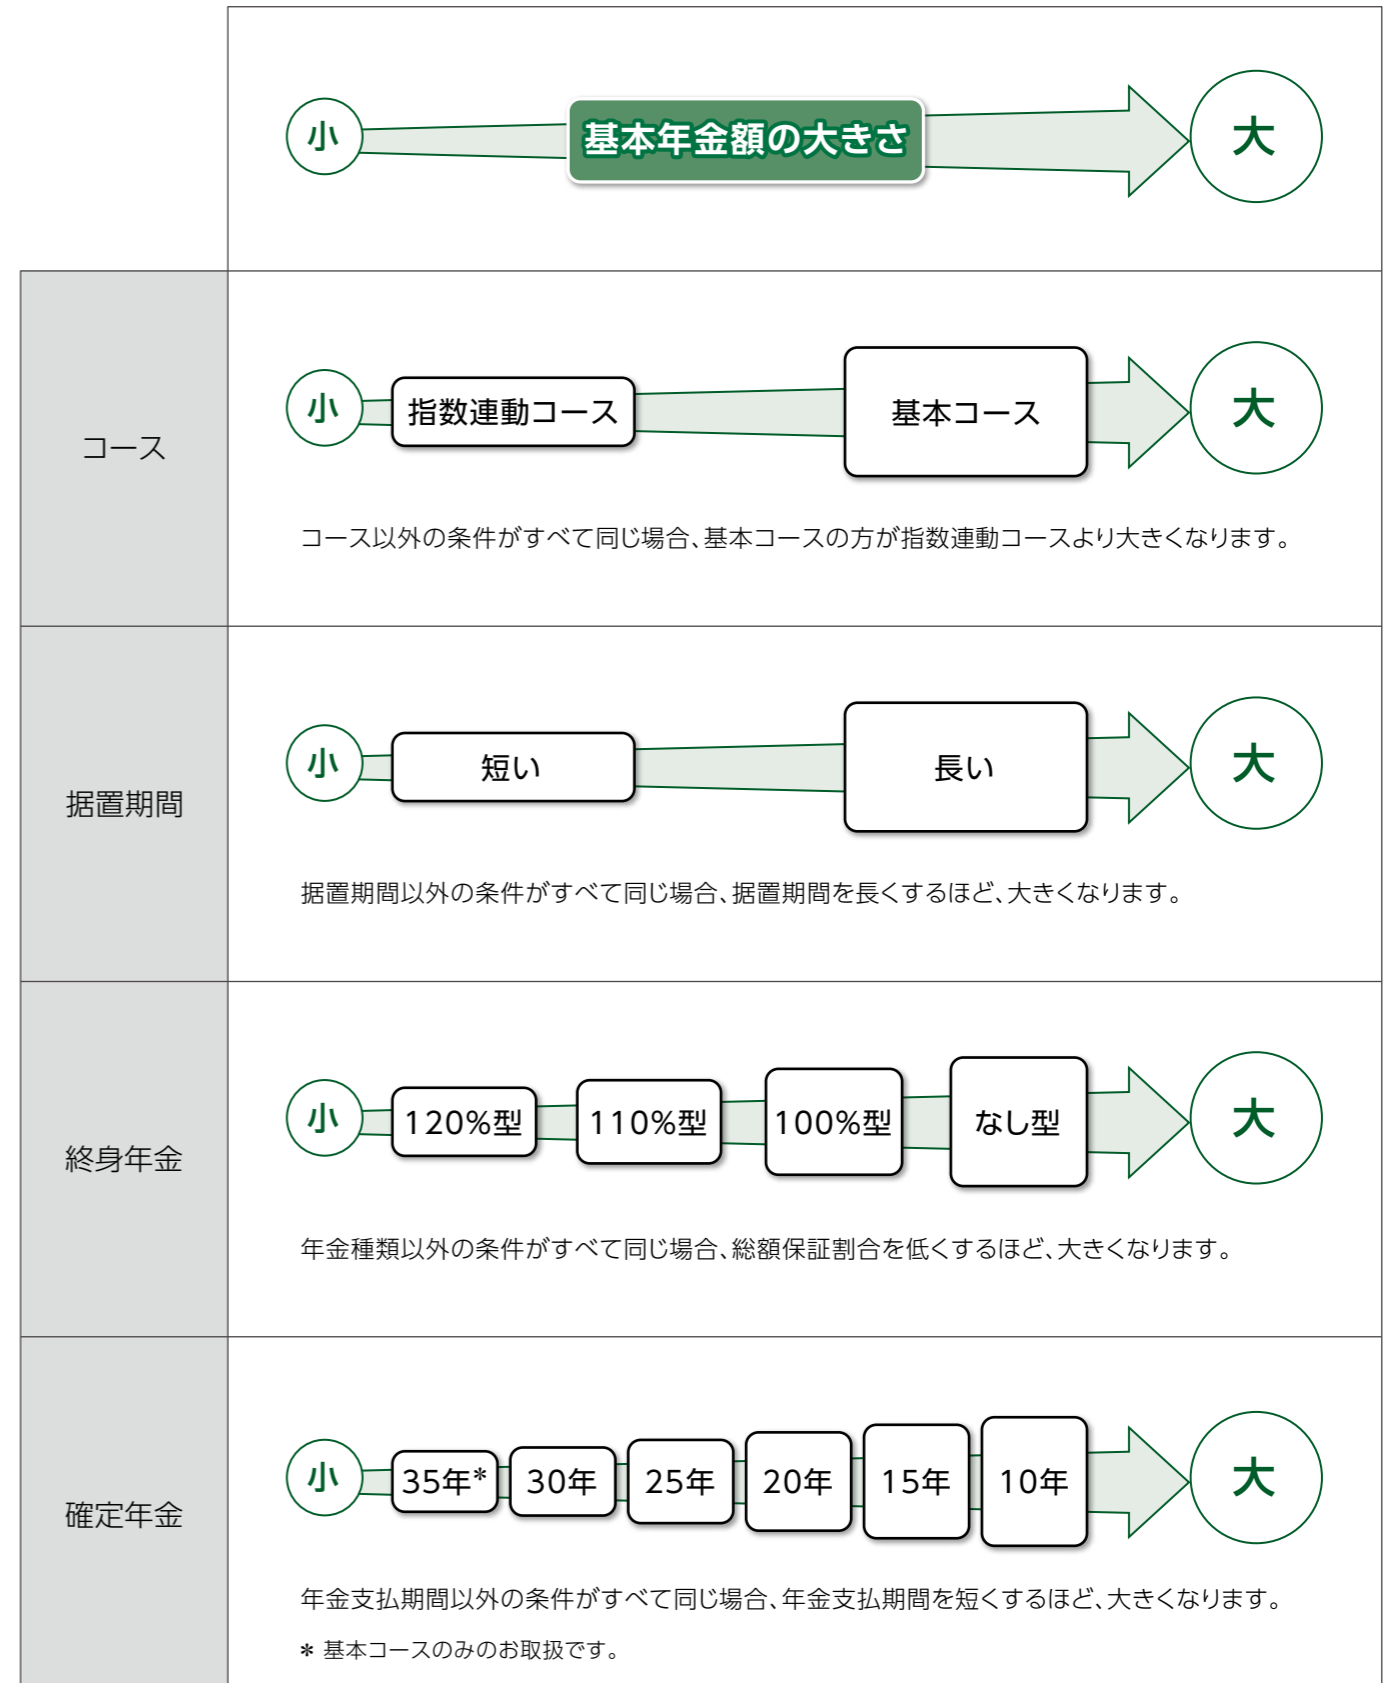 小 基本年金額の大きさ 大
コース
小 指数連動コース 基本コース 大
コース以外の条件がすべて同じ場合、基本コースの方が指数連動コースより大きくなります。
据置期間
小 短い 長い 大
据置期間以外の条件がすべて同じ場合、据置期間を長くするほど、大きくなります。
終身年金
小 120%型 110%型 100%型 なし型 大
年金種類以外の条件がすべて同じ場合、総額保証割合を低くするほど、大きくなります。
確定年金
小 35年* 30年 25年 20年 15年 10年 大
年金支払期間以外の条件がすべて同じ場合、年金支払期間を短くするほど、大きくなります。
* 基本コースのみのお取扱です。